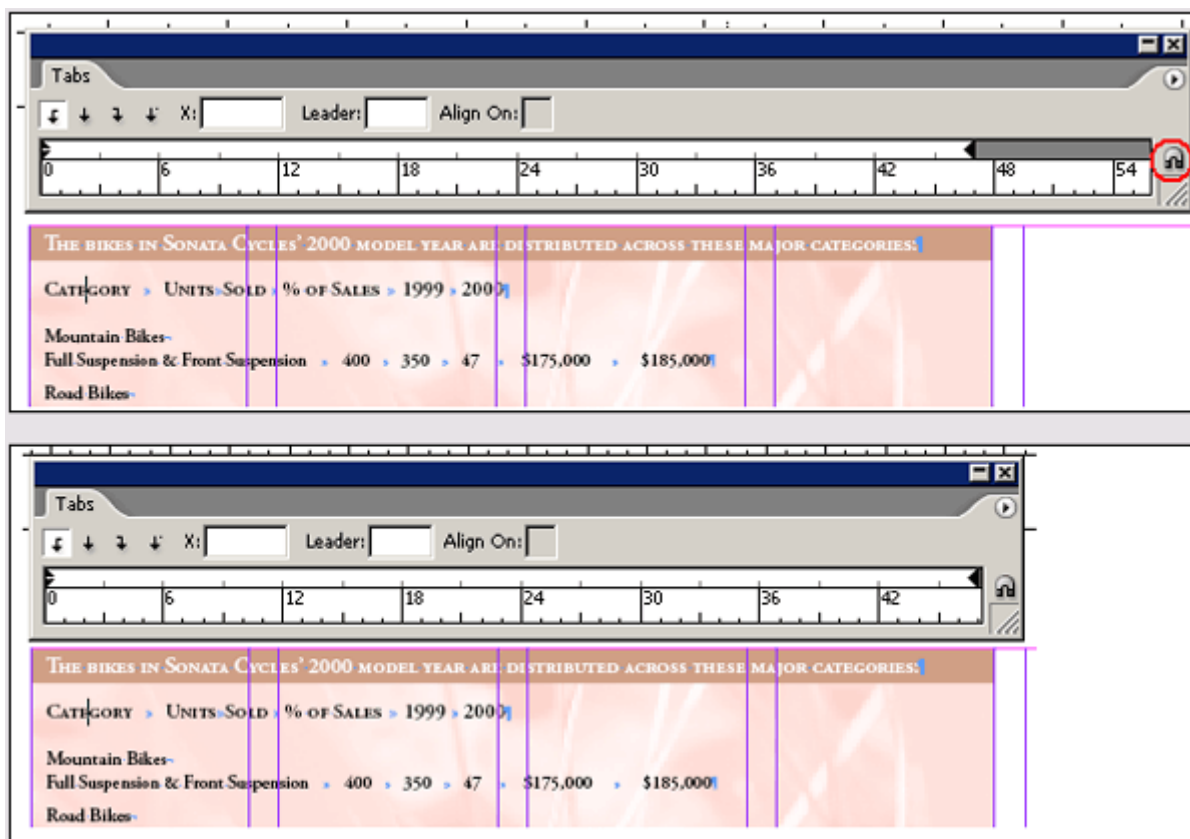 Tabs
X: Leader: Align On:
0 6 12 18 24 30 36 42 48 54
The bikes in Sonata Cycles' 2000 model year are distributed across these major categories:¶
Category » Units»Sold » % of Sales » 1999 » 2000¶
Mountain Bikes¬
Full Suspension & Front Suspension » 400 » 350 » 47 » $175,000 » $185,000¶
Road Bikes¬
Tabs
X: Leader: Align On:
0 6 12 18 24 30 36 42
The bikes in Sonata Cycles' 2000 model year are distributed across these major categories:¶
Category » Units»Sold » % of Sales » 1999 » 2000¶
Mountain Bikes¬
Full Suspension & Front Suspension » 400 » 350 » 47 » $175,000 » $185,000¶
Road Bikes¬